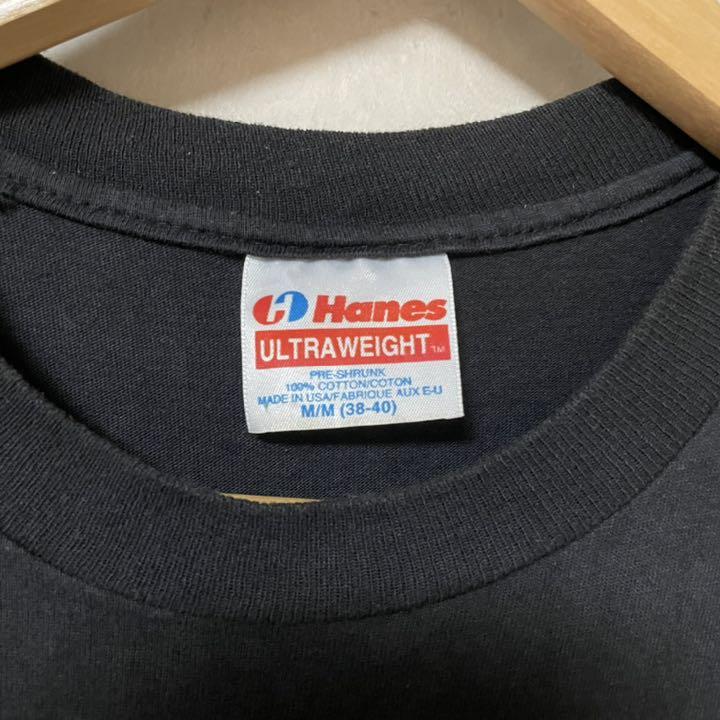 Hanes
ULTRAWEIGHT™
PRE-SHRUNK
100% COTTON/COTON
MADE IN USA/FABRIQUE AUX E-U
M/M (38-40)